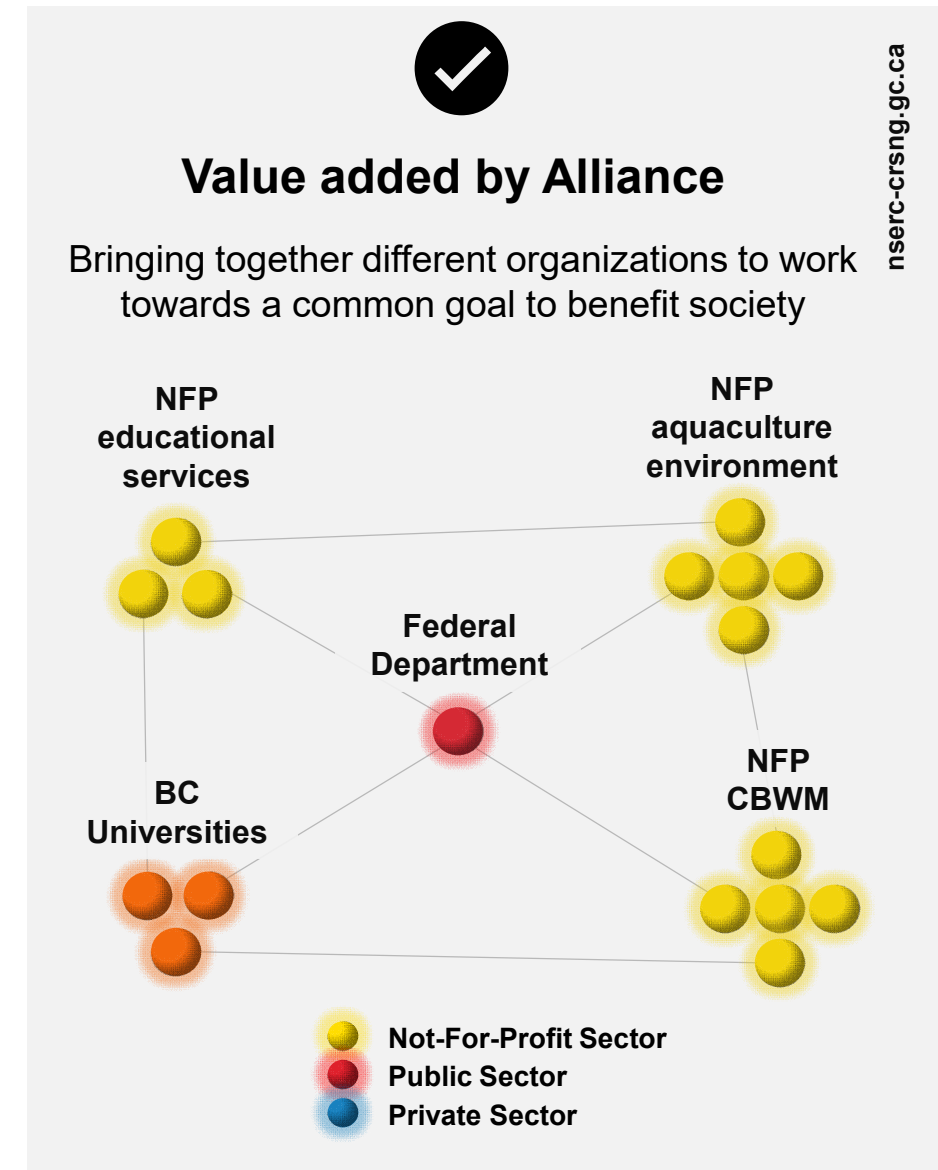 nserc-crsng.gc.ca
Value added by Alliance
Bringing together different organizations to work
towards a common goal to benefit society
NFP
educational
services
NFP
aquaculture
environment
Federal
Department
BC
Universities
NFP
CBWM
Not-For-Profit Sector
Public Sector
Private Sector